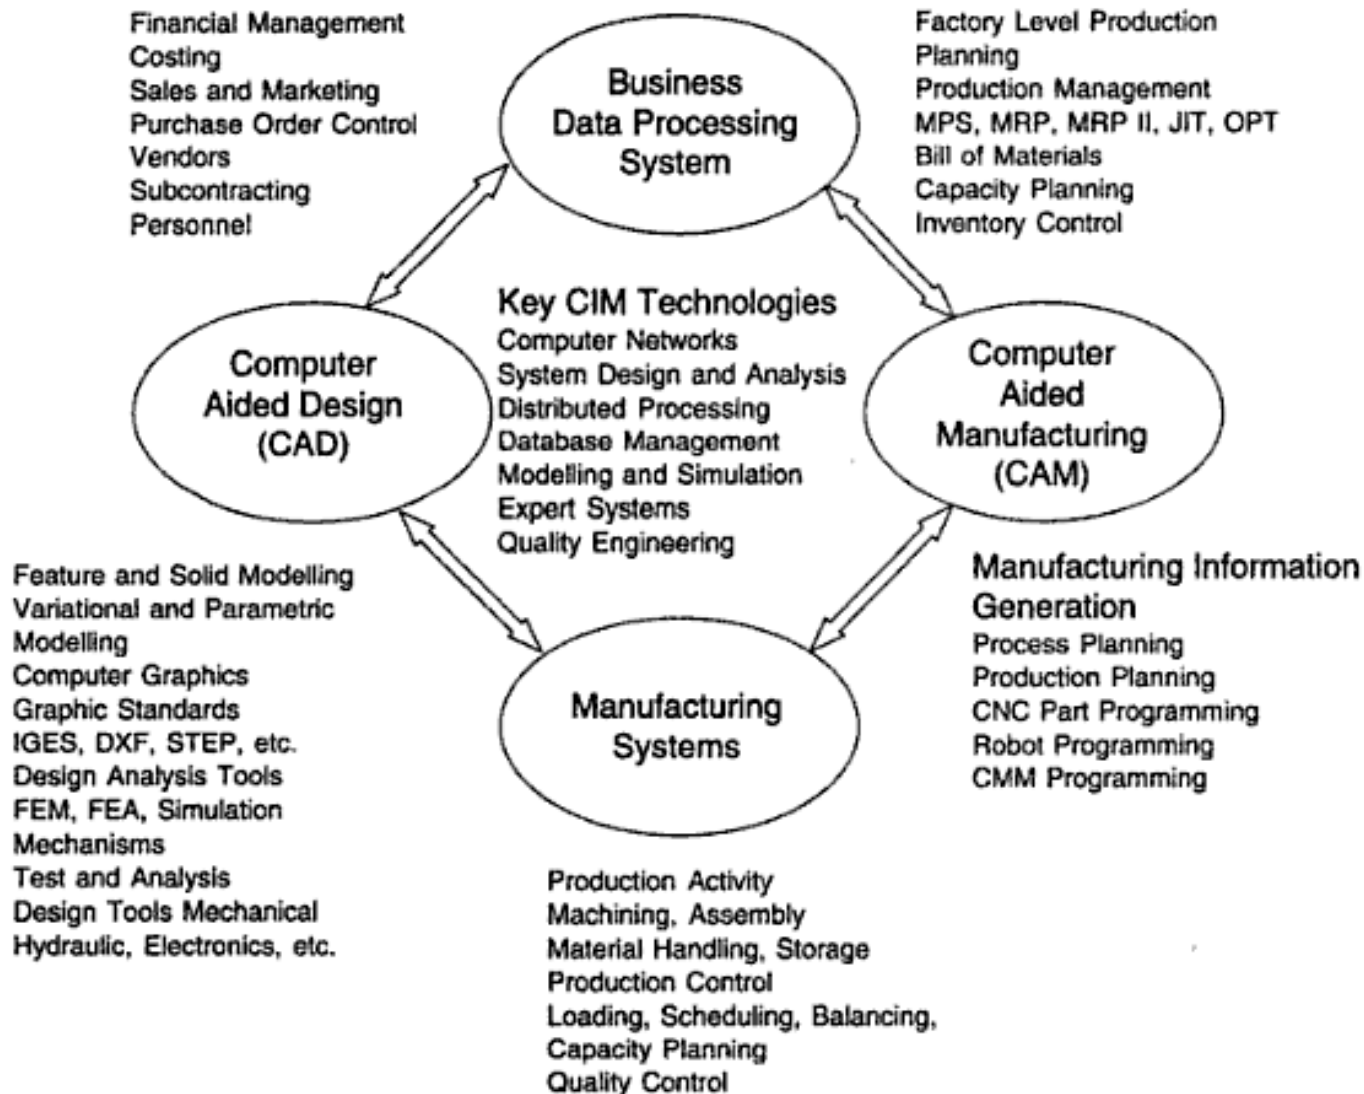 Financial Management
Costing
Sales and Marketing
Purchase Order Control
Vendors
Subcontracting
Personnel
Business
Data Processing
System
Factory Level Production
Planning
Production Management
MPS, MRP, MRP II, JIT, OPT
Bill of Materials
Capacity Planning
Inventory Control
Computer
Aided Design
(CAD)
Key CIM Technologies
Computer Networks
System Design and Analysis
Distributed Processing
Database Management
Modelling and Simulation
Expert Systems
Quality Engineering
Computer
Aided
Manufacturing
(CAM)
Feature and Solid Modelling
Variational and Parametric
Modelling
Computer Graphics
Graphic Standards
IGES, DXF, STEP, etc.
Design Analysis Tools
FEM, FEA, Simulation
Mechanisms
Test and Analysis
Design Tools Mechanical
Hydraulic, Electronics, etc.
Manufacturing
Systems
Manufacturing Information
Generation
Process Planning
Production Planning
CNC Part Programming
Robot Programming
CMM Programming
Production Activity
Machining, Assembly
Material Handling, Storage
Production Control
Loading, Scheduling, Balancing,
Capacity Planning
Quality Control